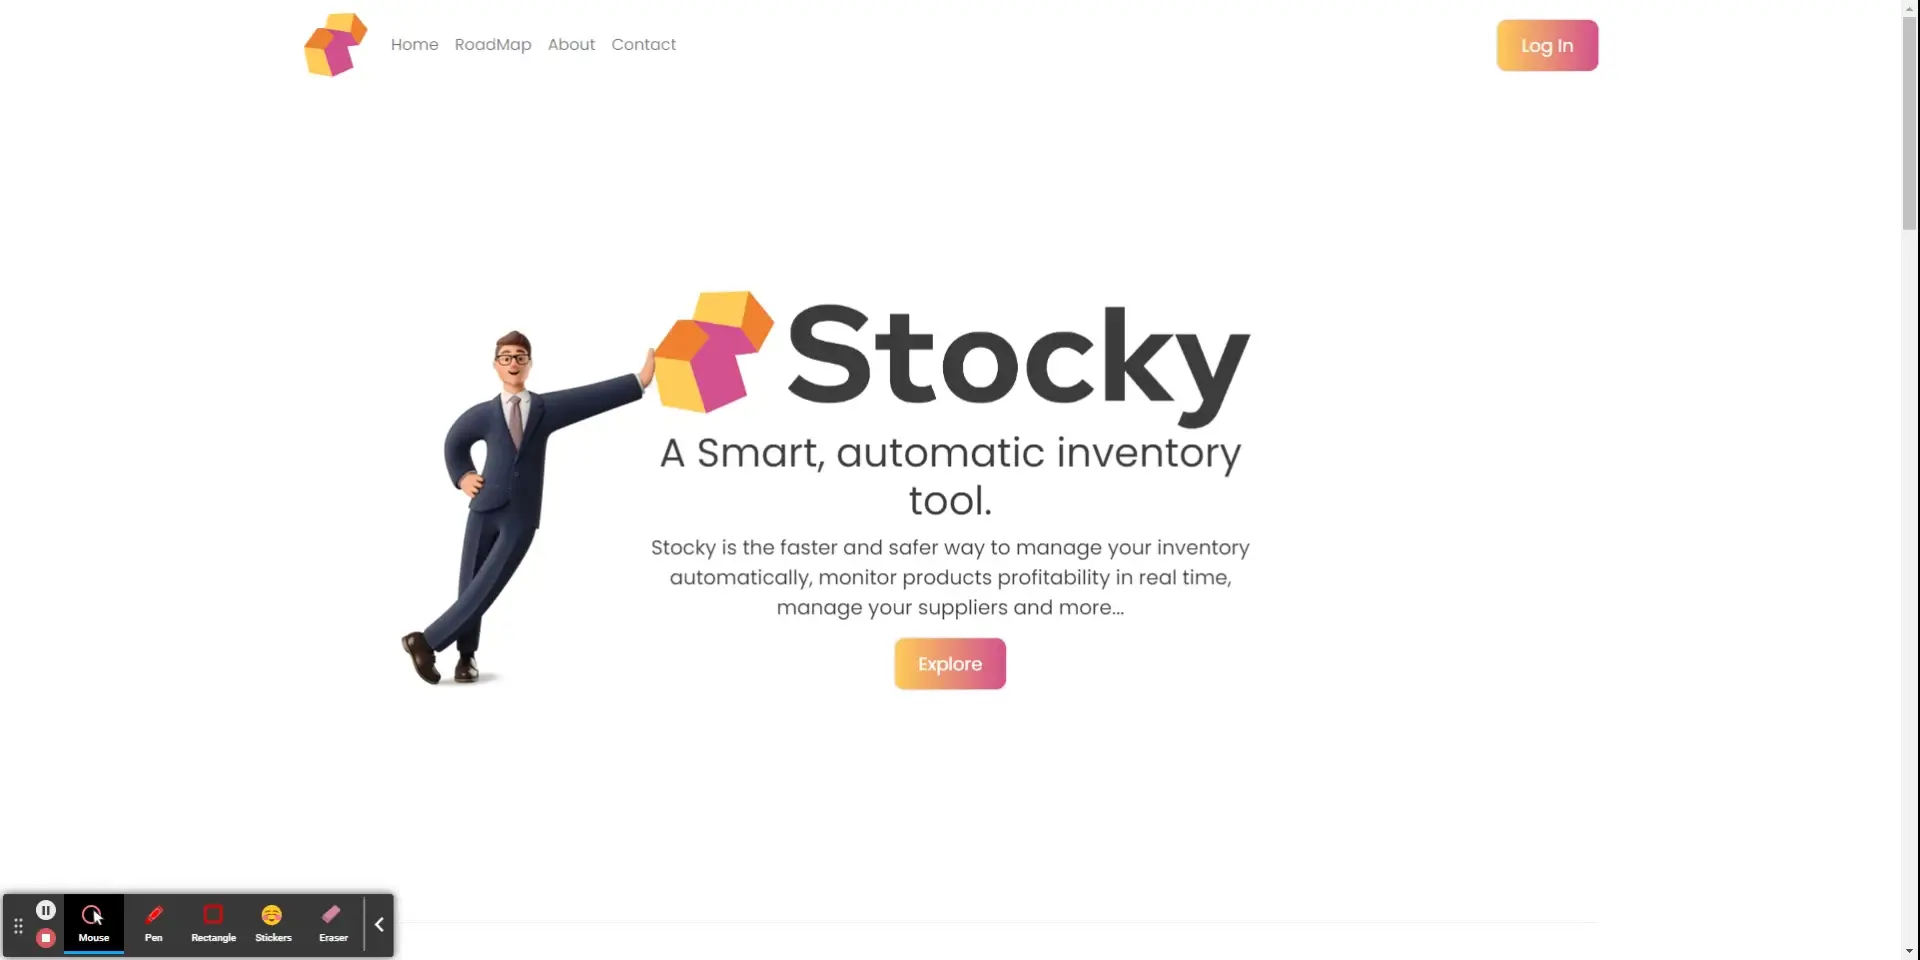 Home RoadMap About Contact
Log In
Stocky
A Smart, automatic inventory
tool.
Stocky is the faster and safer way to manage your inventory
automatically, monitor products profitability in real time,
manage your suppliers and more...
Explore
Mouse Pen Rectangle Stickers Eraser